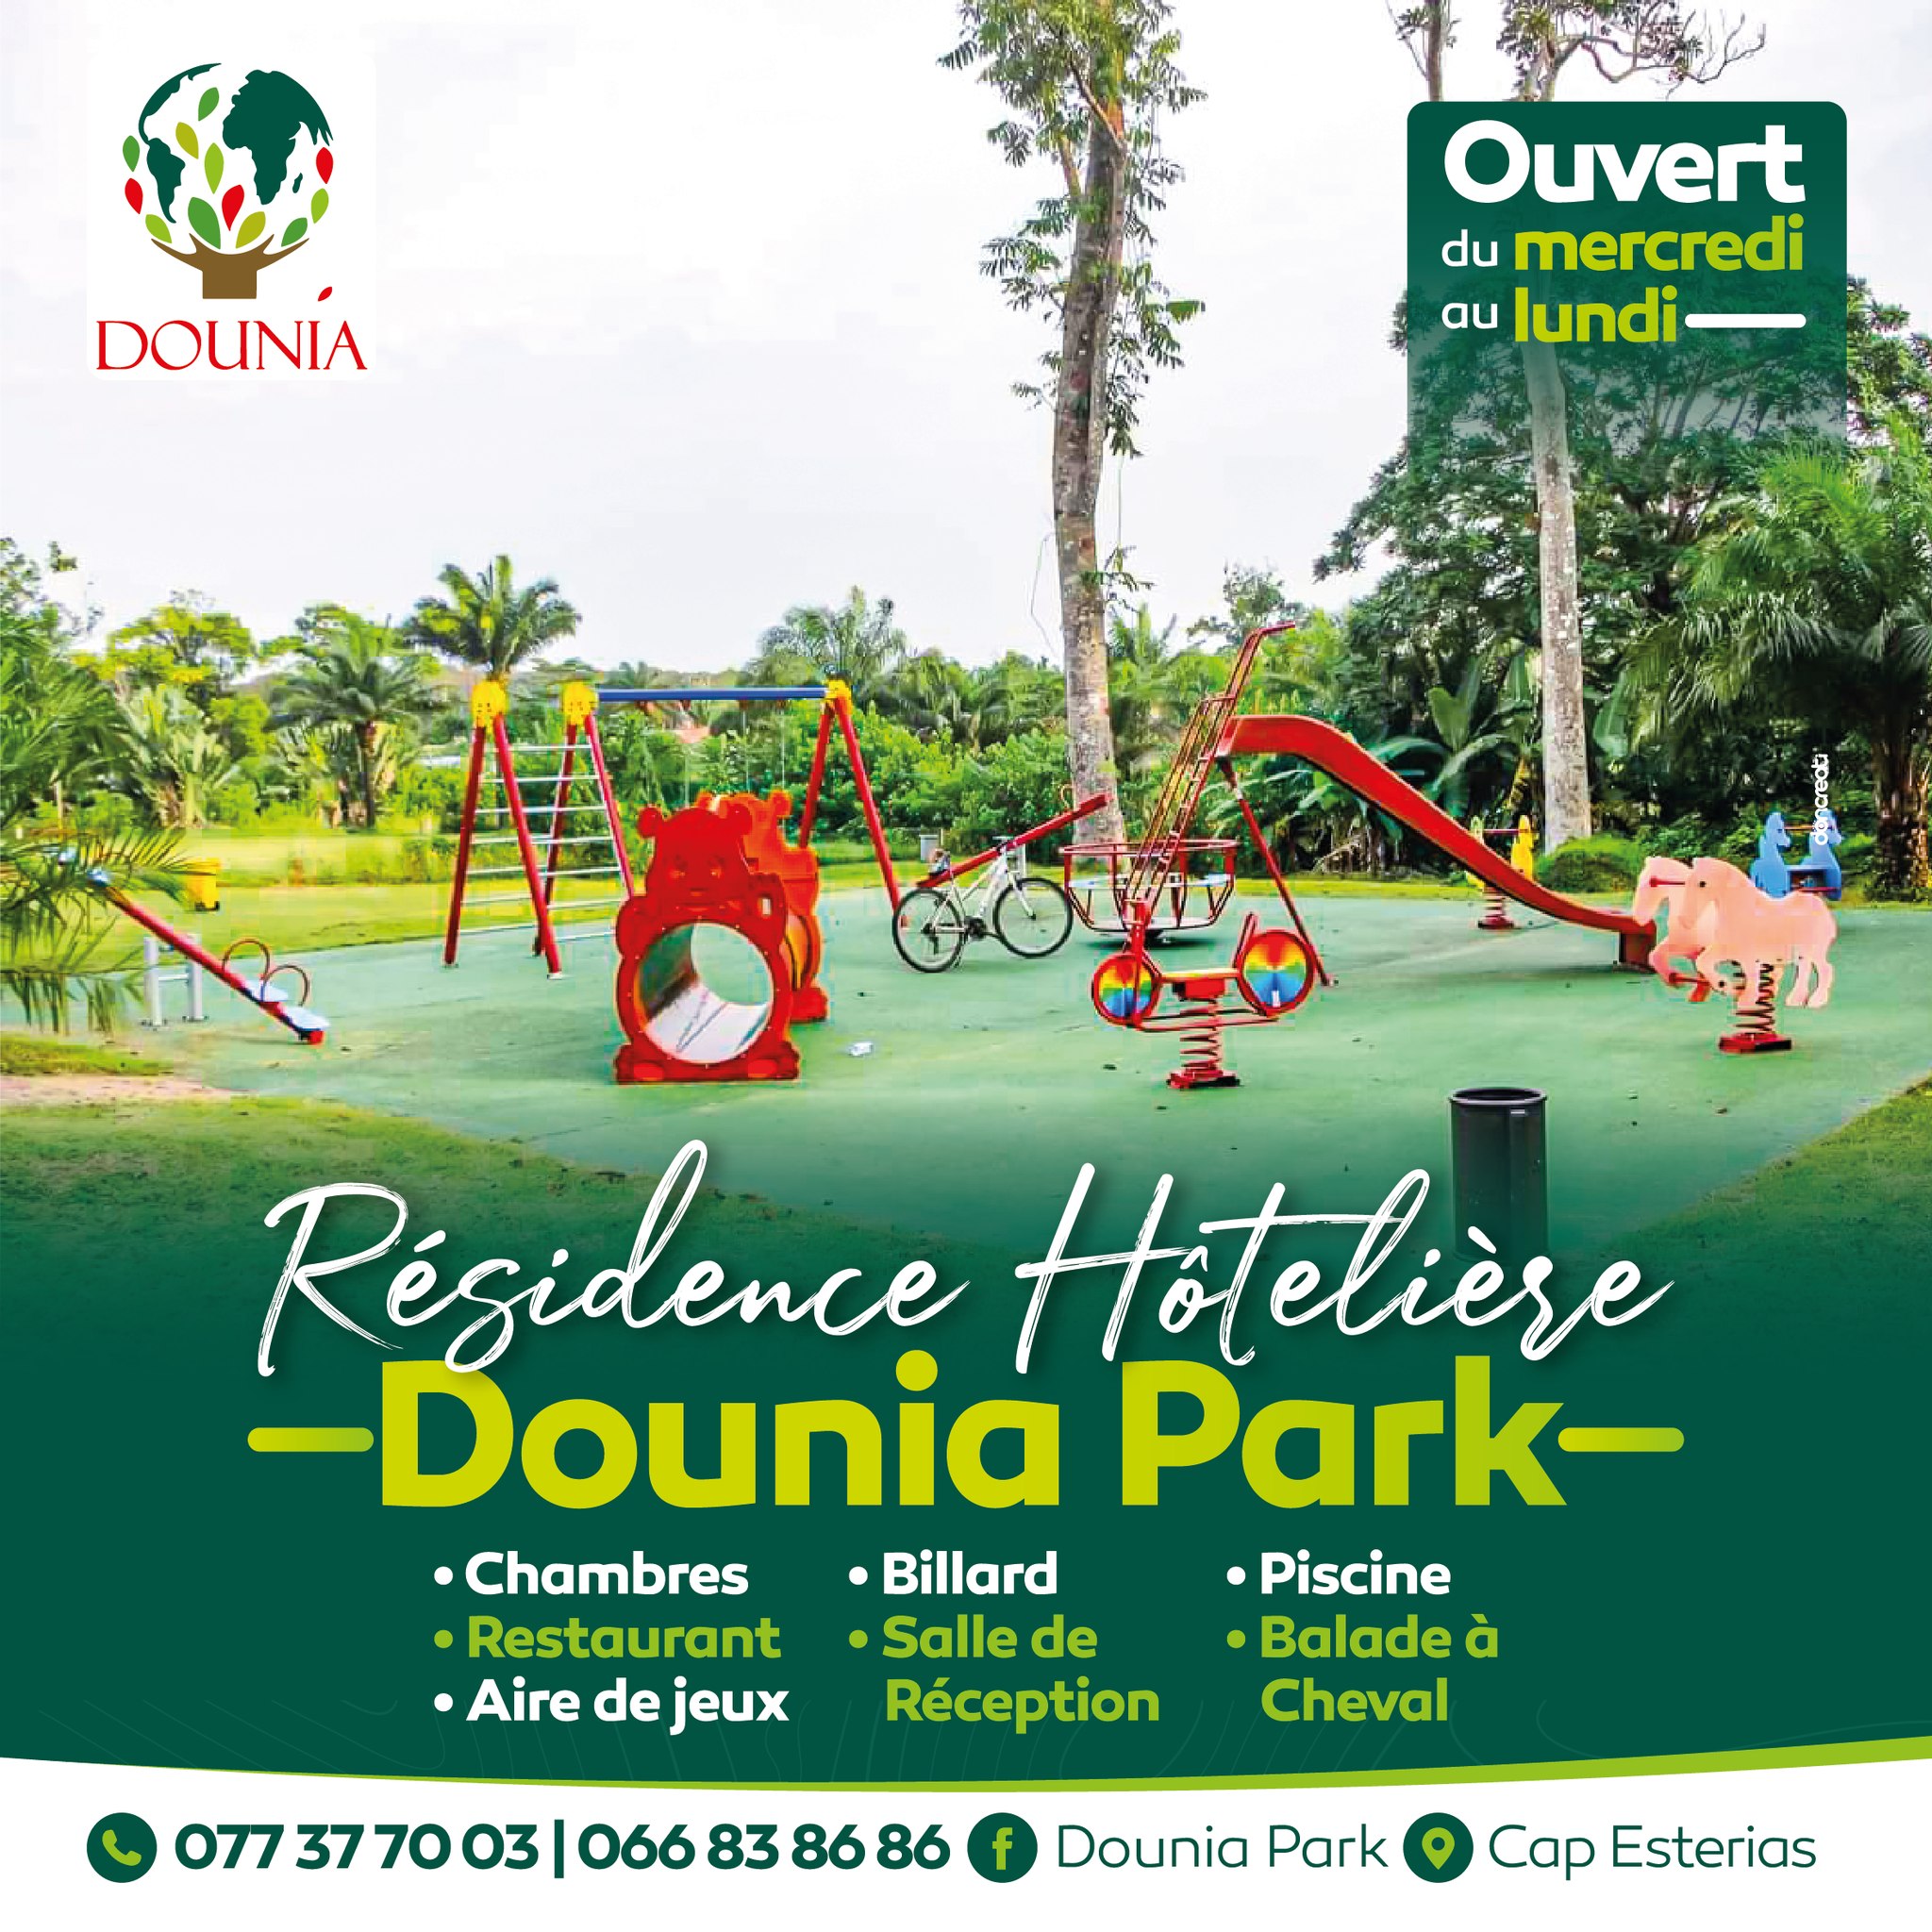 DOUNIA
Ouvert
du mercredi
au lundi
Résidence Hôtelière
Dounia Park
• Chambres
• Restaurant
• Aire de jeux
• Billard
• Salle de
Réception
• Piscine
• Balade à
Cheval
077 37 70 03 | 066 83 86 86
Dounia Park
Cap Esterias